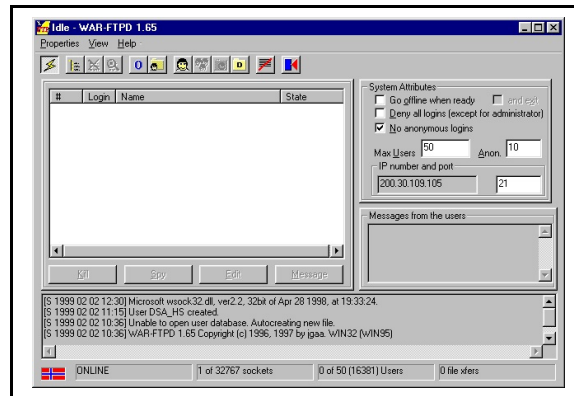 Idle - WAR-FTPD 1.65
Properties View Help
# Login Name State
System Attributes
Go offline when ready and exit
Deny all logins (except for administrator)
No anonymous logins
Max Users 50 Anon. 10
IP number and port
200.30.109.105 21
Messages from the users
Kill Spy Edit Message
[S 1999 02 02 12:30] Microsoft wsock32.dll, ver2.2, 32bit of Apr 28 1998, at 19:33:24.
[S 1999 02 02 11:15] User DSA_HS created.
[S 1999 02 02 10:36] Unable to open user database. Autocreating new file.
[S 1999 02 02 10:36] WAR-FTPD 1.65 Copyright (c) 1996, 1997 by jgaa. WIN32 (WIN95)
ONLINE 1 of 32767 sockets 0 of 50 (16381) Users 0 file xfers